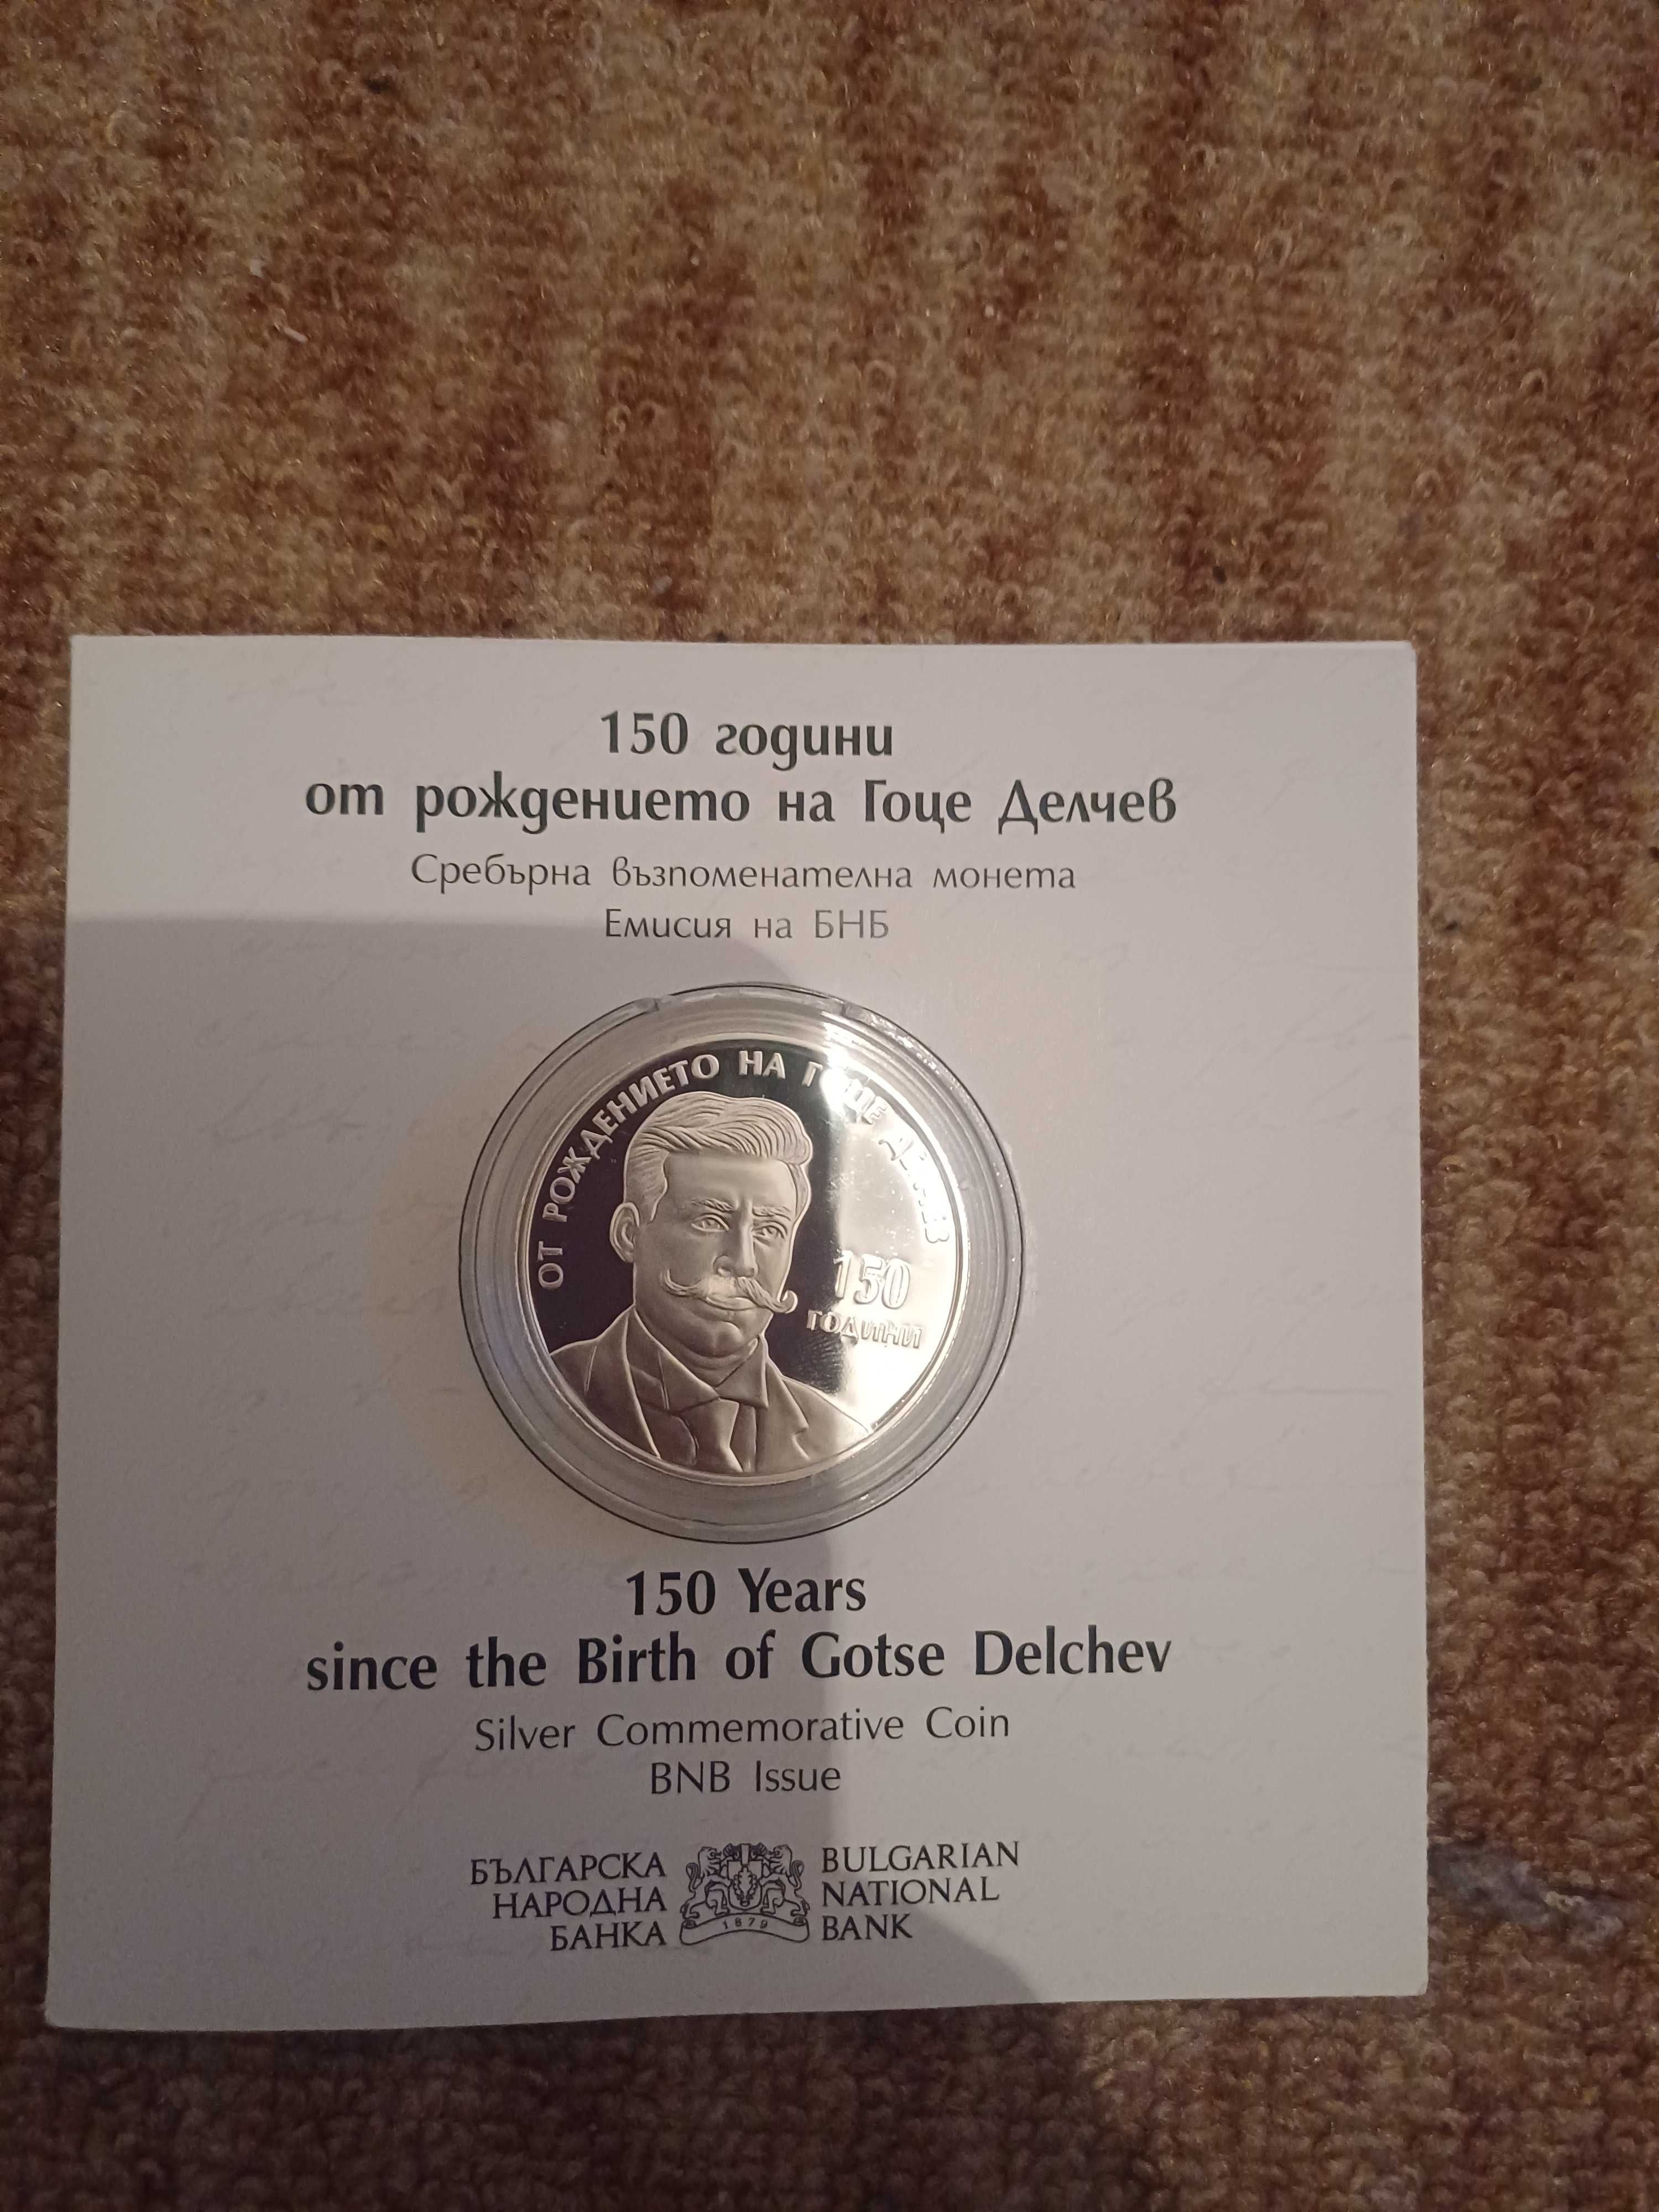 150 години
от рождението на Гоце Делчев
Сребърна възпоменателна монета
Емисия на БНБ
ОТ РОЖДЕНИЕТО НА ГОЦЕ ДЕЛЧЕВ
150
ГОДИНИ
150 Years
since the Birth of Gotse Delchev
Silver Commemorative Coin
BNB Issue
БЪЛГАРСКА
НАРОДНА
БАНКА
1879
BULGARIAN
NATIONAL
BANK